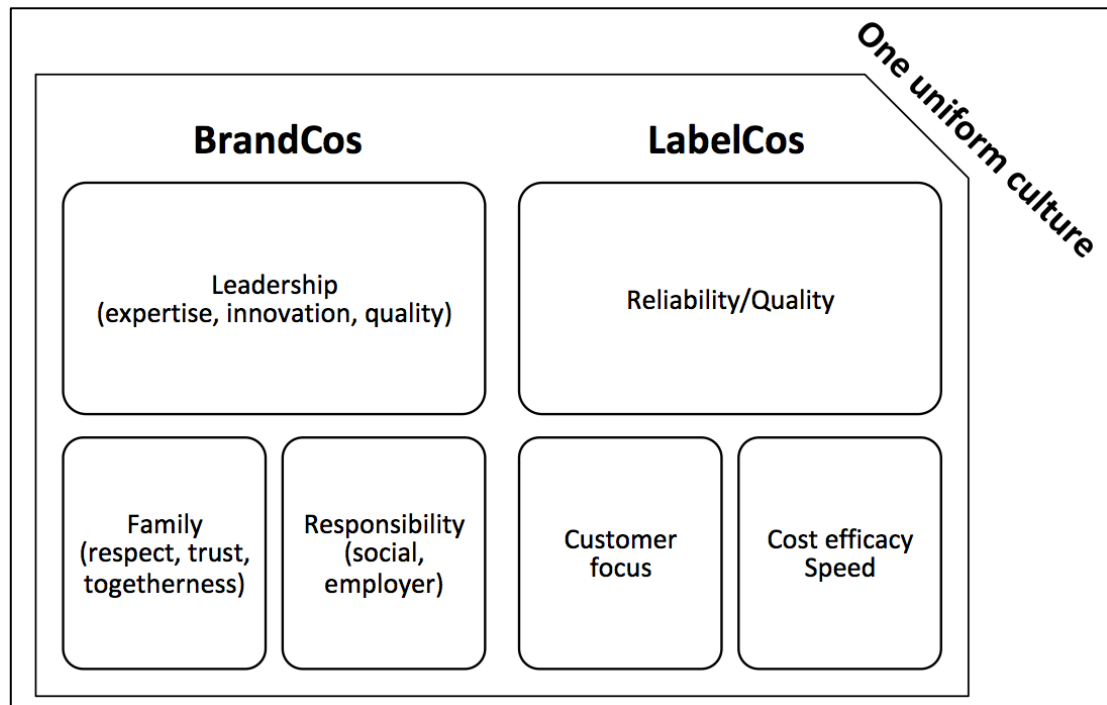 One uniform culture
BrandCos
LabelCos
Leadership
(expertise, innovation, quality)
Reliability/Quality
Family
(respect, trust,
togetherness)
Responsibility
(social,
employer)
Customer
focus
Cost efficacy
Speed